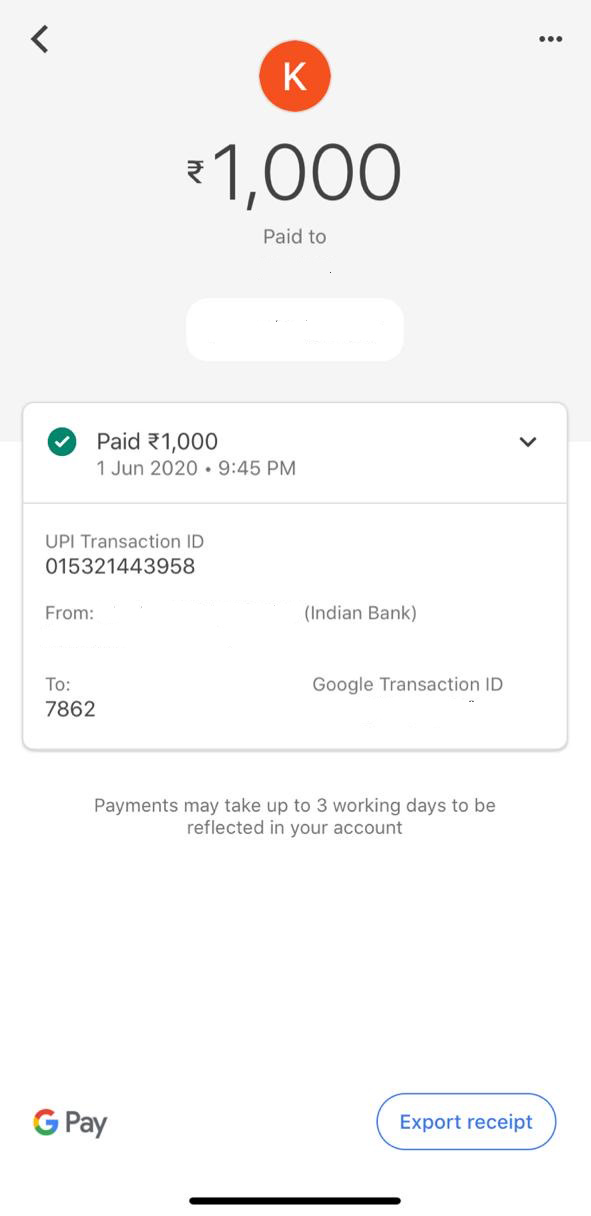 K
₹1,000
Paid to
Paid ₹1,000
1 Jun 2020 • 9:45 PM
UPI Transaction ID
015321443958
From: (Indian Bank)
To:
7862
Google Transaction ID
Payments may take up to 3 working days to be
reflected in your account
G Pay
Export receipt